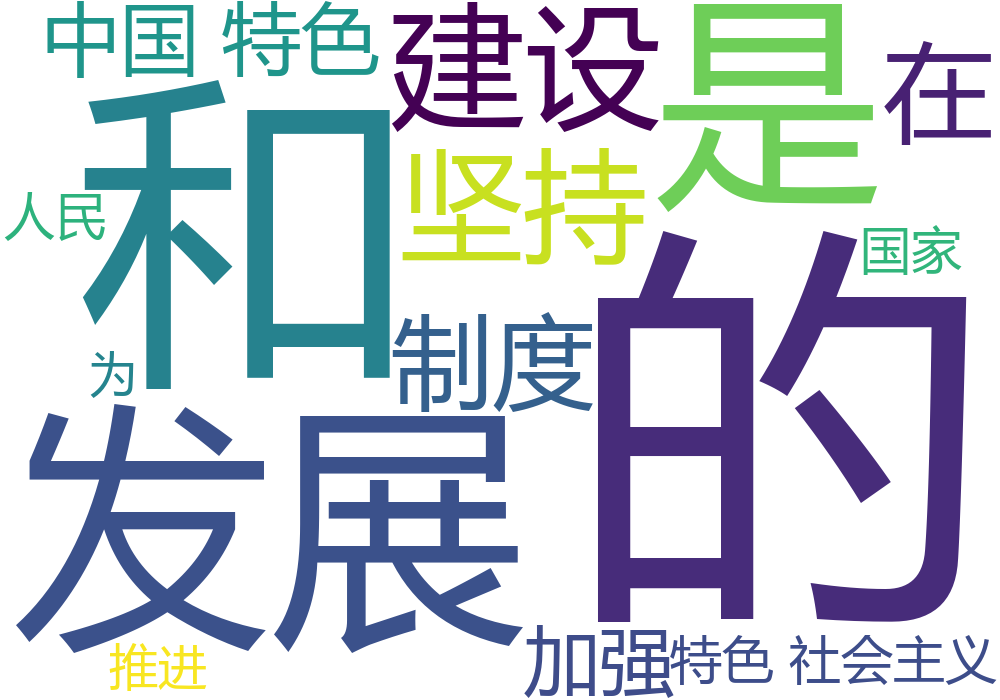 中国 特色
建设
是
在
和
坚持
人民
国家
的
制度
为
发展
加强
特色 社会主义
推进